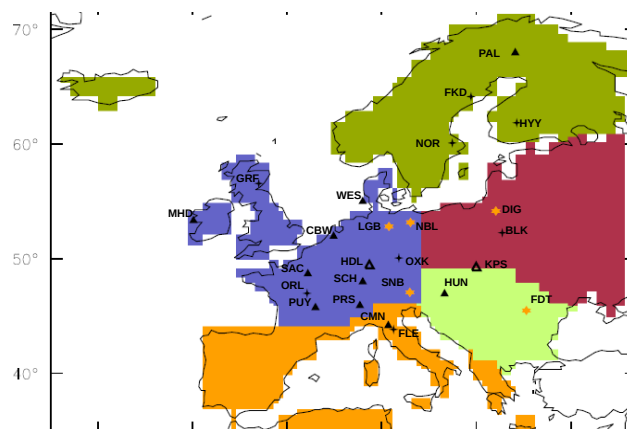 70°
PAL
FKD
HYY
60°
NOR
GRF
WES
MHD
DIG
LGB
NBL
CBW
BLK
50°
HDL
OXK
KPS
SAC
SCH
SNB
HUN
ORL
PUY
PRS
FDT
CMN
FLE
40°